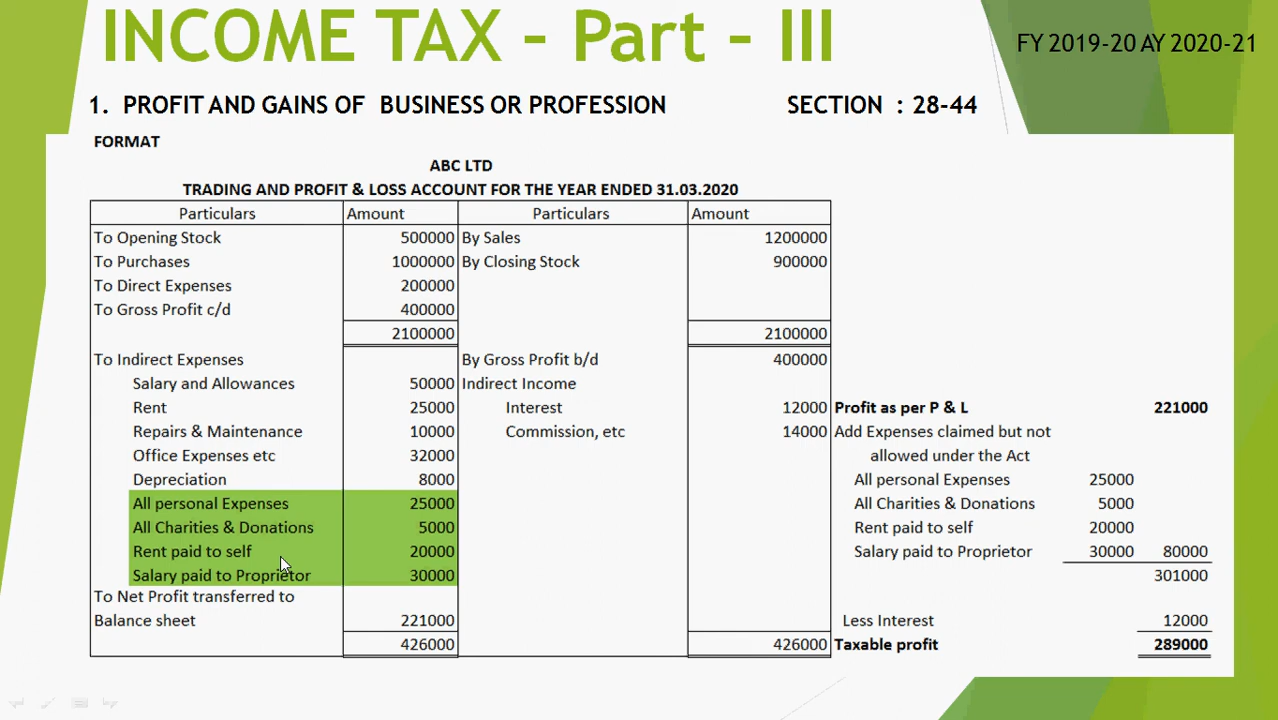 INCOME TAX - Part - III
FY 2019-20 AY 2020-21
1. PROFIT AND GAINS OF BUSINESS OR PROFESSION SECTION : 28-44
FORMAT
ABC LTD
TRADING AND PROFIT & LOSS ACCOUNT FOR THE YEAR ENDED 31.03.2020
Particulars Amount Particulars Amount
To Opening Stock 500000 By Sales 1200000
To Purchases 1000000 By Closing Stock 900000
To Direct Expenses 200000
To Gross Profit c/d 400000
2100000 2100000
To Indirect Expenses By Gross Profit b/d 400000
Salary and Allowances 50000 Indirect Income
Rent 25000 Interest 12000 Profit as per P & L 221000
Repairs & Maintenance 10000 Commission, etc 14000 Add Expenses claimed but not
Office Expenses etc 32000 allowed under the Act
Depreciation 8000 All personal Expenses 25000
All personal Expenses 25000 All Charities & Donations 5000
All Charities & Donations 5000 Rent paid to self 20000
Rent paid to self 20000 Salary paid to Proprietor 30000 80000
Salary paid to Proprietor 30000 301000
To Net Profit transferred to
Balance sheet 221000 Less Interest 12000
426000 426000 Taxable profit 289000